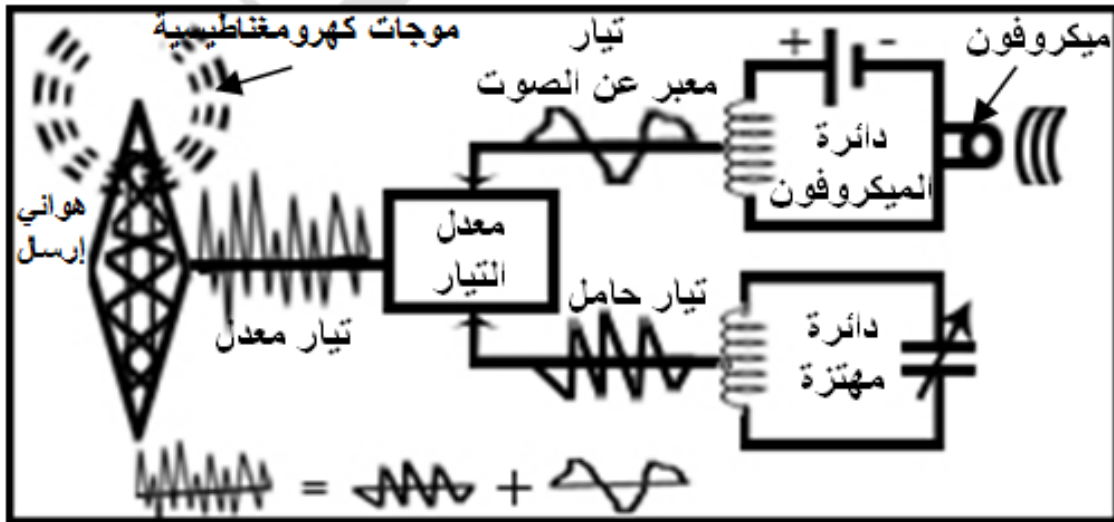 موجات كهرومغناطيسية
تيار
معبر عن الصوت
+ -
ميكروفون
دائرة
الميكروفون
هوائي
إرسال
معدل
التيار
تيار معدل
تيار حامل
دائرة
مهتزة
= +